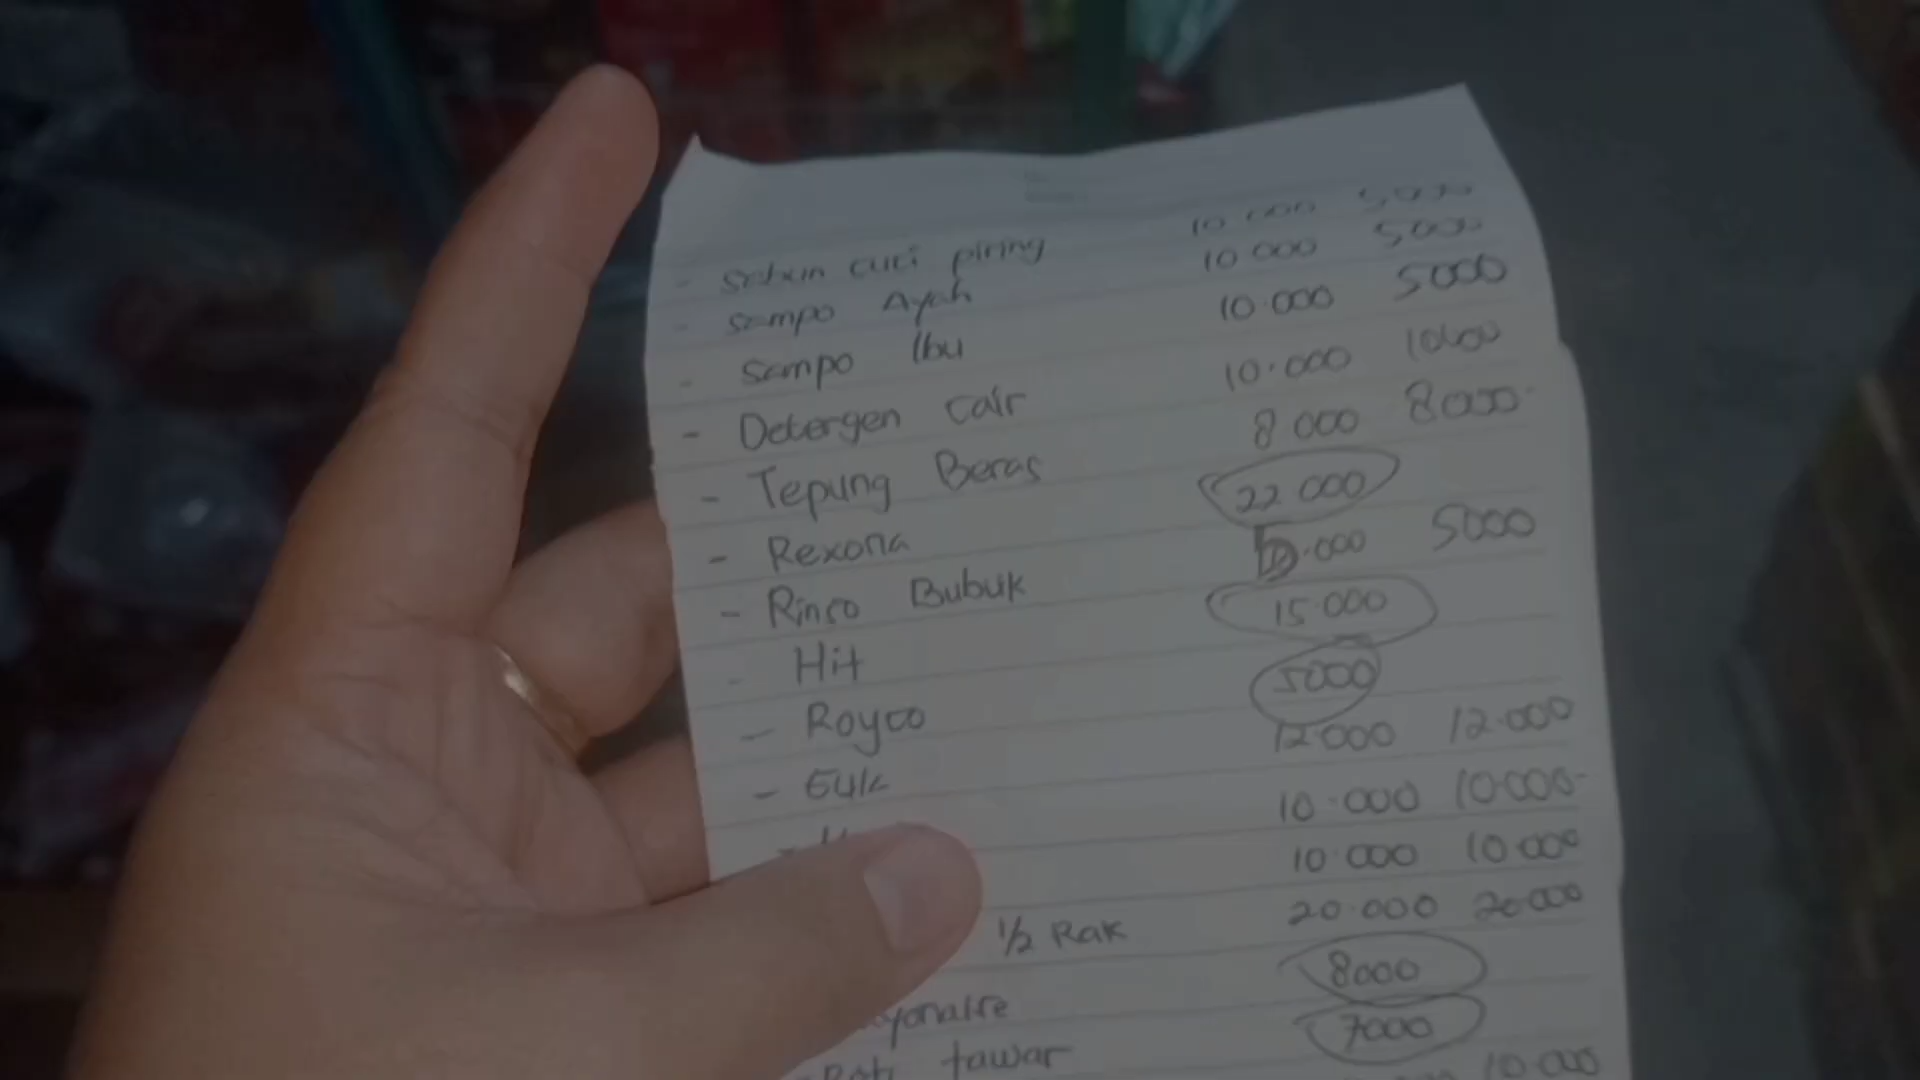 - Sabun cuci piring 10 000 5000
- Sampo Ayah 10 000 5000
- Sampo Ibu 10.000 5000
- Detergen cair 10.000 10000
- Tepung Beras 8 000 8000
- Rexona 22 000
- Rinso Bubuk .000 5000
- Hit 15 000
- Royco 5000
- 12 000 12.000
- 10.000 10.000
10 000 10 000
1/2 Rak 20.000 20 000
8000
tawar 7000
10.000